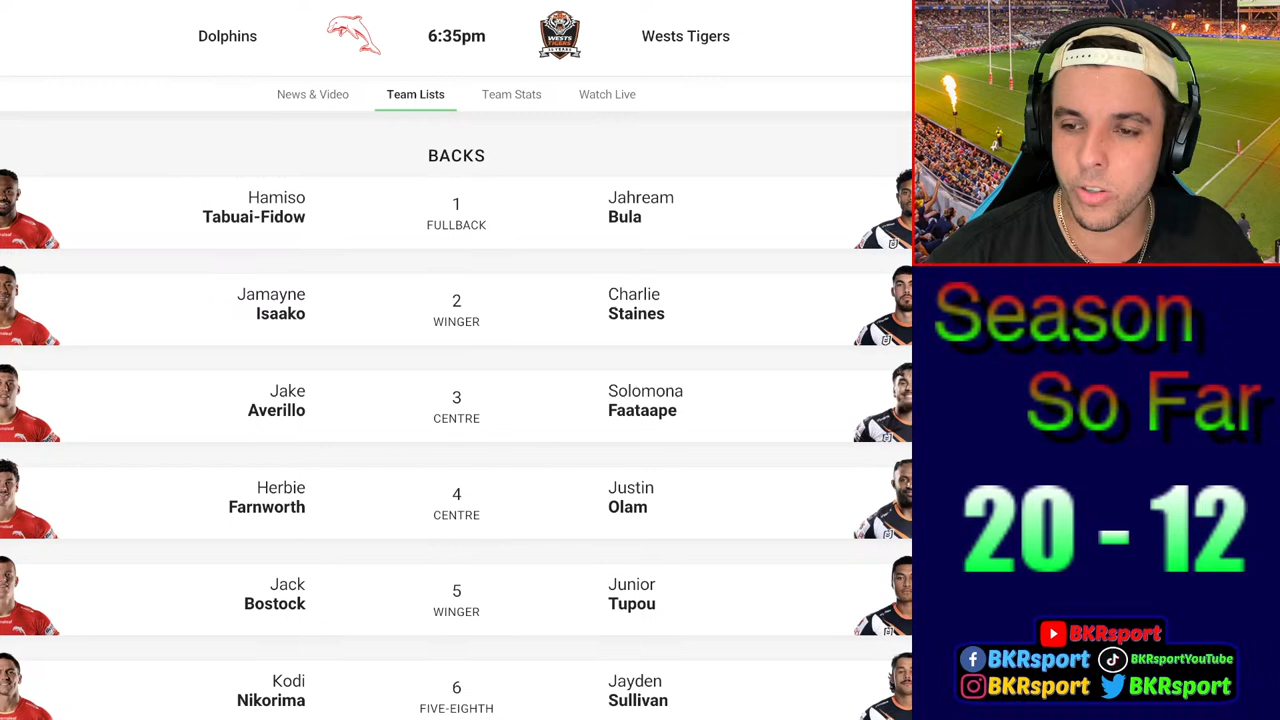 Dolphins
6:35pm
WESTS
TIGERS
Wests Tigers
News & Video
Team Lists
Team Stats
Watch Live
BACKS
Hamiso
Tabuai-Fidow
1
FULLBACK
Jahream
Bula
Jamayne
Isaako
2
WINGER
Charlie
Staines
Jake
Averillo
3
CENTRE
Solomona
Faataape
Herbie
Farnworth
4
CENTRE
Justin
Olam
Jack
Bostock
5
WINGER
Junior
Tupou
Kodi
Nikorima
6
FIVE-EIGHTH
Jayden
Sullivan
Season
So Far
20 - 12
BKRsport
BKRsport
BKRsportYouTube
BKRsport
BKRsport